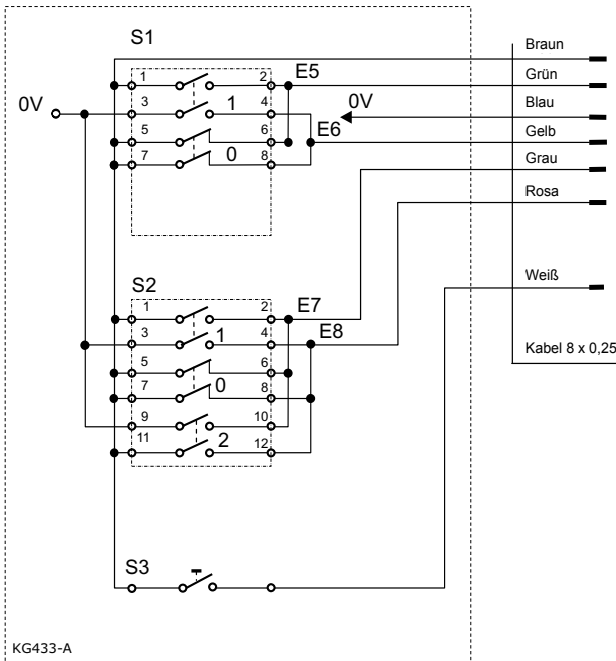 S1
1 2 E5
0V 3 1 4 0V
5 6 E6
7 0 8
S2
1 2 E7
3 1 4 E8
5 6
7 0 8
9 10
11 2 12
S3
KG433-A
Braun
Grün
Blau
Gelb
Grau
Rosa
Weiß
Kabel 8 x 0,25